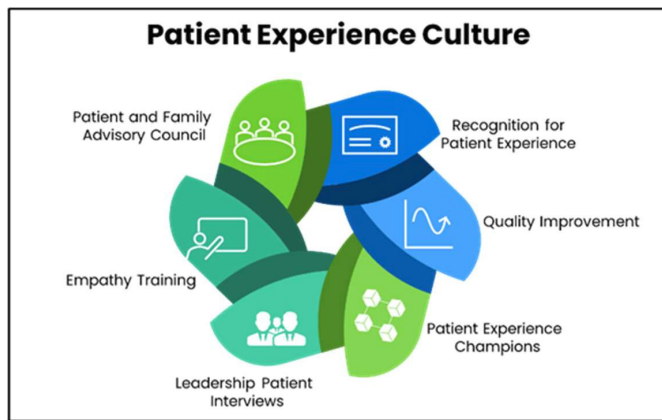 Patient Experience Culture
Patient and Family
Advisory Council
Recognition for
Patient Experience
Quality Improvement
Empathy Training
Patient Experience
Champions
Leadership Patient
Interviews